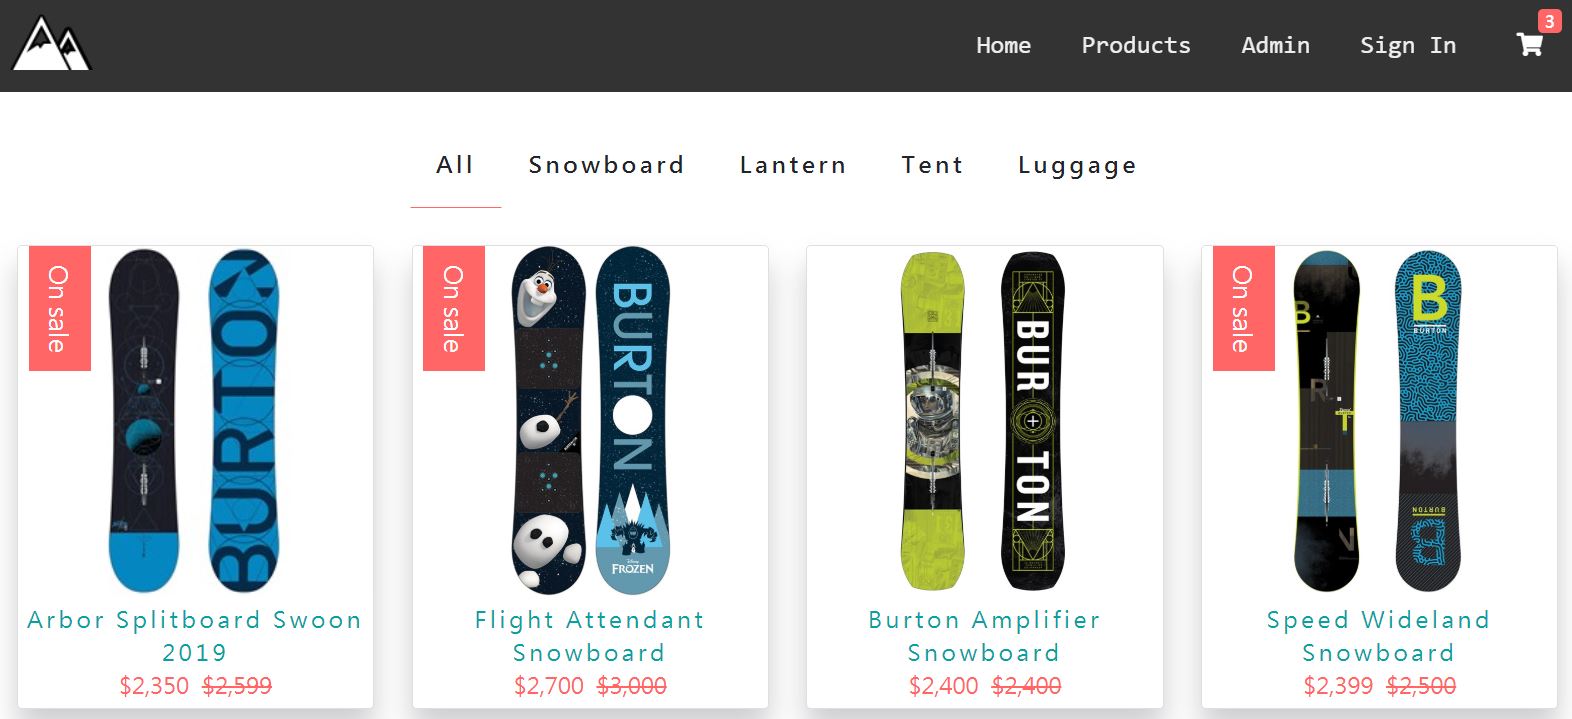 3
Home Products Admin Sign In
All Snowboard Lantern Tent Luggage
On sale
BURTON
Arbor Splitboard Swoon
2019
$2,350 $2,599
On sale
BURTON
Disney
FROZEN
Flight Attendant
Snowboard
$2,700 $3,000
BURTON
Burton Amplifier
Snowboard
$2,400 $2,400
On sale
B
R.
T
N
B
BURTON
BURTON
B
Speed Wideland
Snowboard
$2,399 $2,500